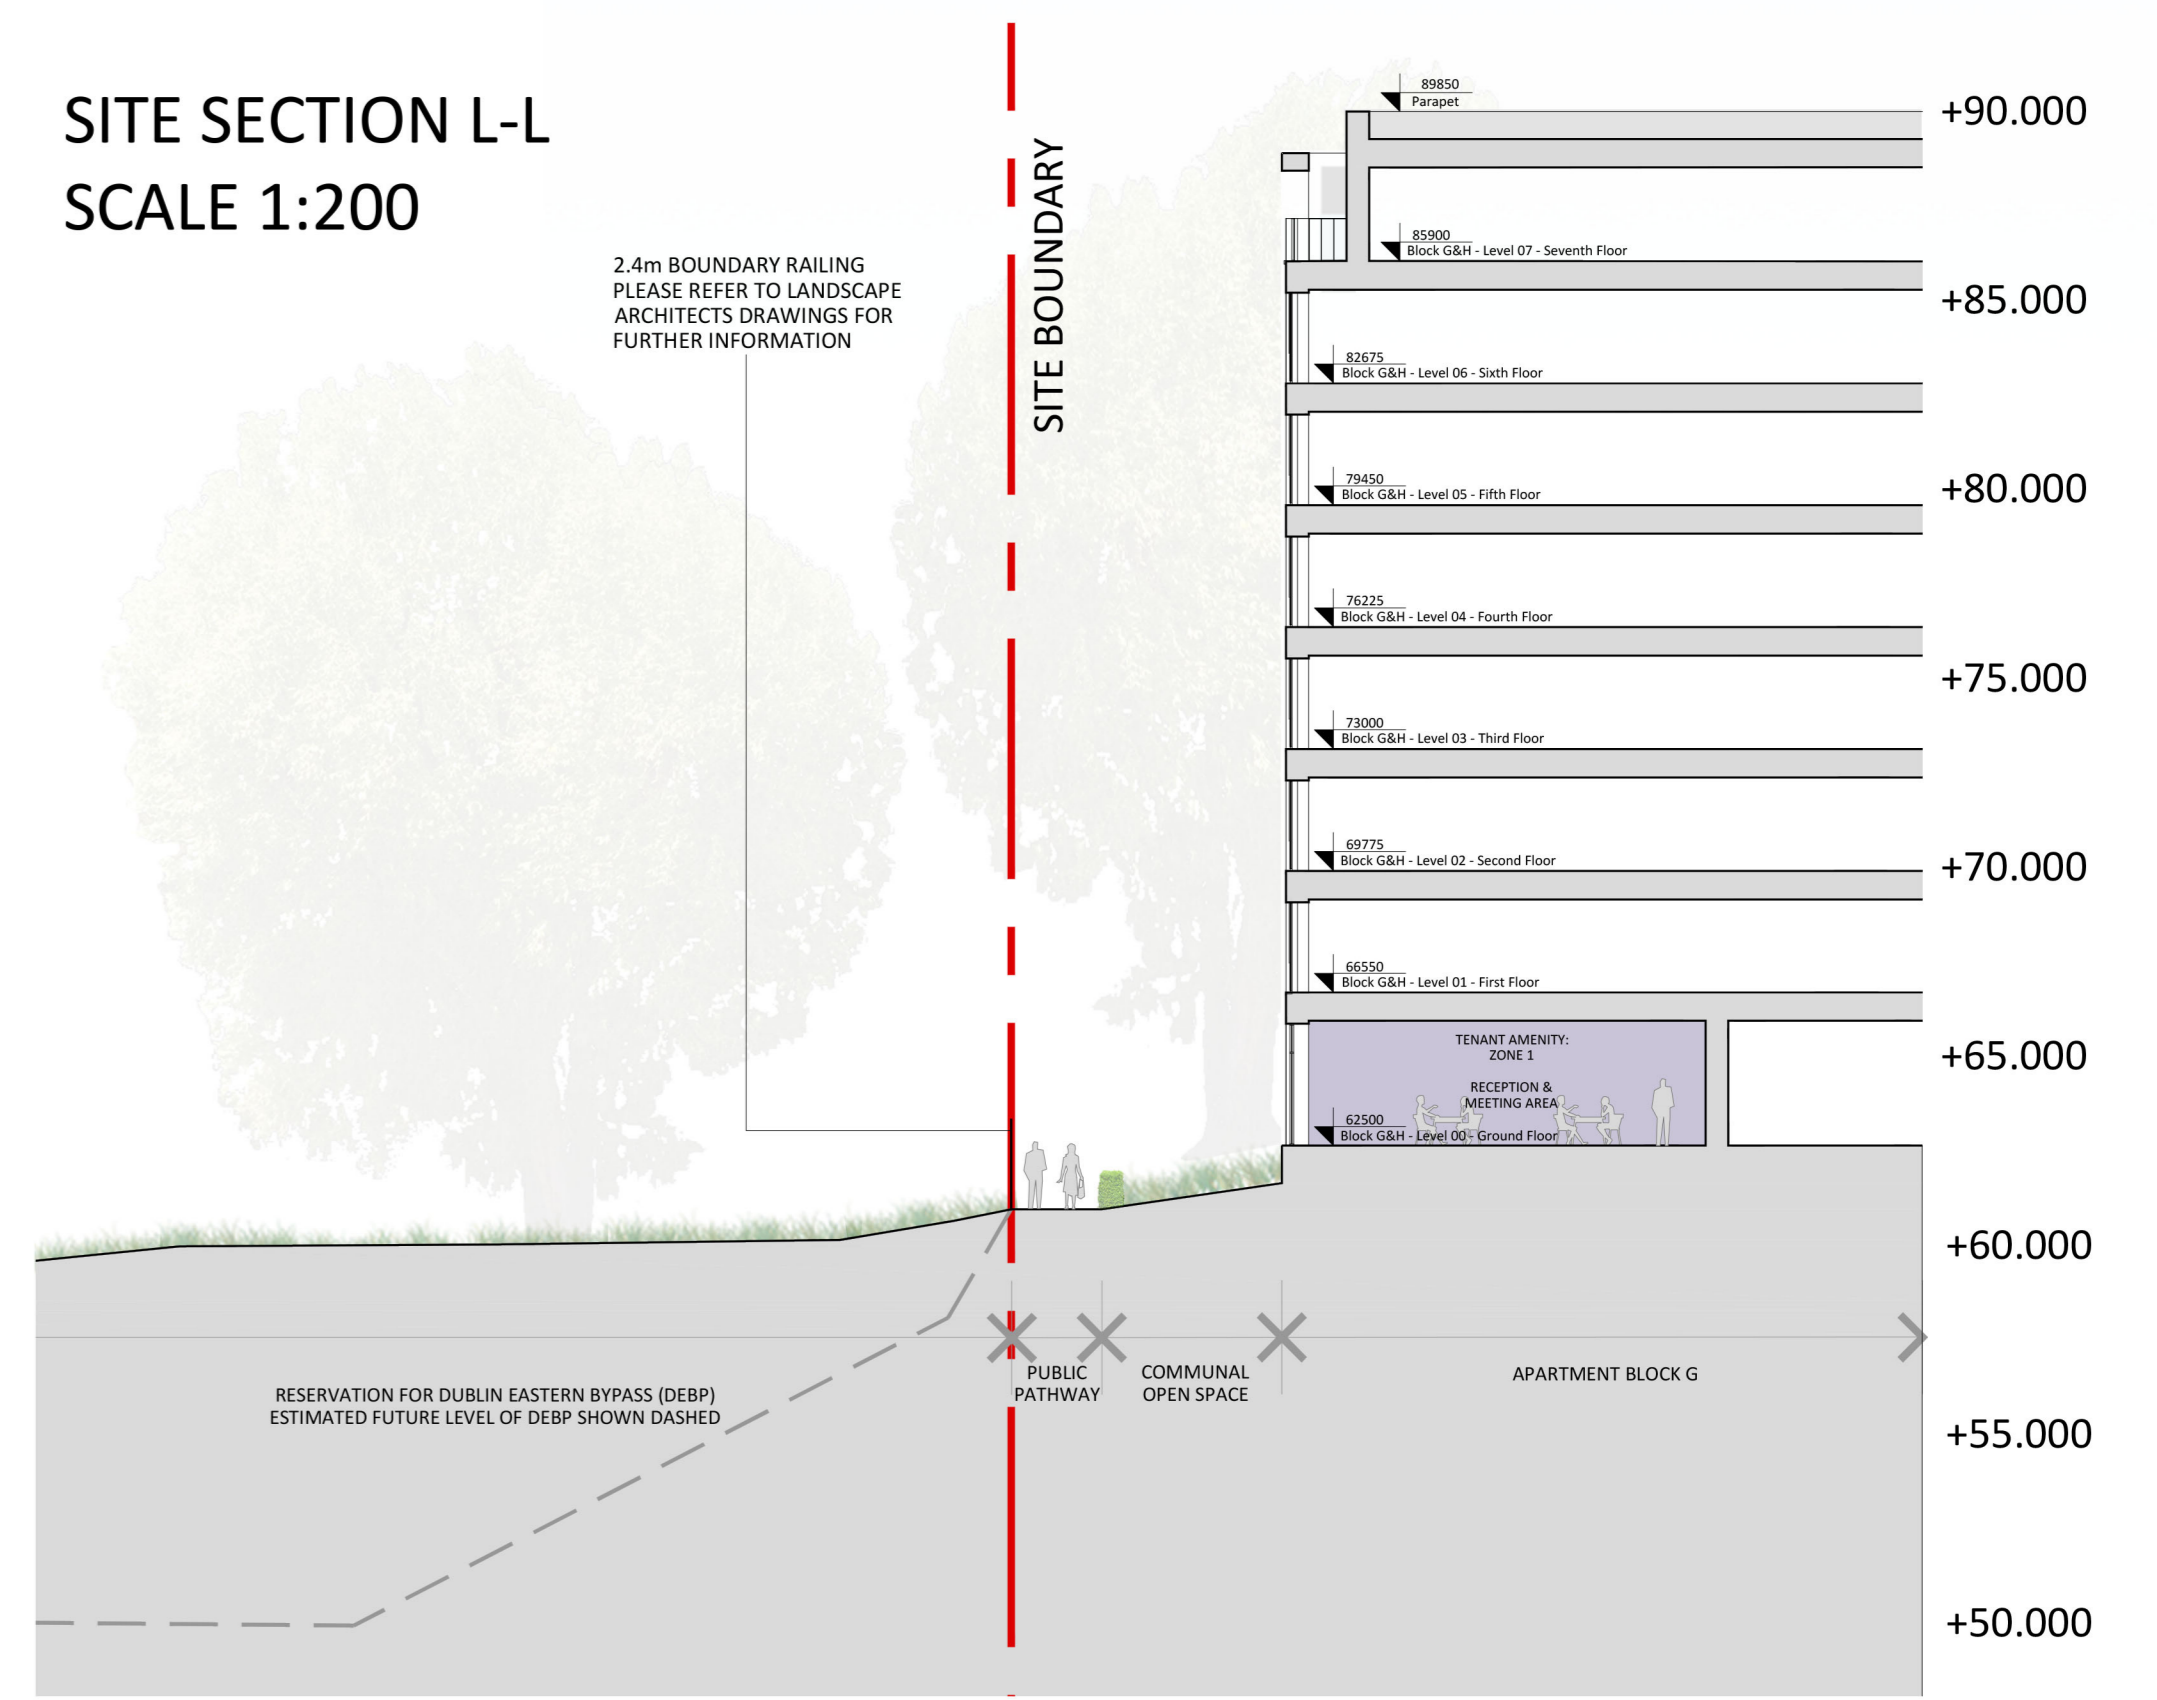 SITE SECTION L-L
SCALE 1:200
2.4m BOUNDARY RAILING
PLEASE REFER TO LANDSCAPE
ARCHITECTS DRAWINGS FOR
FURTHER INFORMATION
SITE BOUNDARY
89850
Parapet
85900
Block G&H - Level 07 - Seventh Floor
82675
Block G&H - Level 06 - Sixth Floor
79450
Block G&H - Level 05 - Fifth Floor
76225
Block G&H - Level 04 - Fourth Floor
73000
Block G&H - Level 03 - Third Floor
69775
Block G&H - Level 02 - Second Floor
66550
Block G&H - Level 01 - First Floor
TENANT AMENITY:
ZONE 1
RECEPTION &
MEETING AREA
62500
Block G&H - Level 00 - Ground Floor
+90.000
+85.000
+80.000
+75.000
+70.000
+65.000
+60.000
+55.000
+50.000
RESERVATION FOR DUBLIN EASTERN BYPASS (DEBP)
ESTIMATED FUTURE LEVEL OF DEBP SHOWN DASHED
PUBLIC
PATHWAY
COMMUNAL
OPEN SPACE
APARTMENT BLOCK G